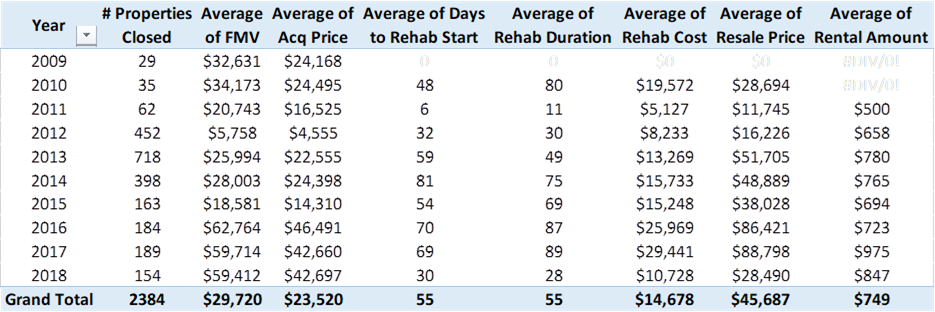 Year # Properties Closed Average of FMV Average of Acq Price Average of Days to Rehab Start Average of Rehab Duration Average of Rehab Cost Average of Resale Price Average of Rental Amount
2009 29 $32,631 $24,168 0 0 $0 $0 #DIV/0!
2010 35 $34,173 $24,495 48 80 $19,572 $28,694 #DIV/0!
2011 62 $20,743 $16,525 6 11 $5,127 $11,745 $500
2012 452 $5,758 $4,555 32 30 $8,233 $16,226 $658
2013 718 $25,994 $22,555 59 49 $13,269 $51,705 $780
2014 398 $28,003 $24,398 81 75 $15,733 $48,889 $765
2015 163 $18,581 $14,310 54 69 $15,248 $38,028 $694
2016 184 $62,764 $46,491 70 87 $25,969 $86,421 $723
2017 189 $59,714 $42,660 69 89 $29,441 $88,798 $975
2018 154 $59,412 $42,697 30 28 $10,728 $28,490 $847
Grand Total 2384 $29,720 $23,520 55 55 $14,678 $45,687 $749